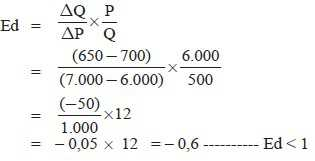 Ed = ΔQ/ΔP × P/Q
= (650 – 700)/(7.000 – 6.000) × 6.000/500
= (–50)/1.000 × 12
= – 0,05 × 12 = – 0,6 ---------- Ed < 1